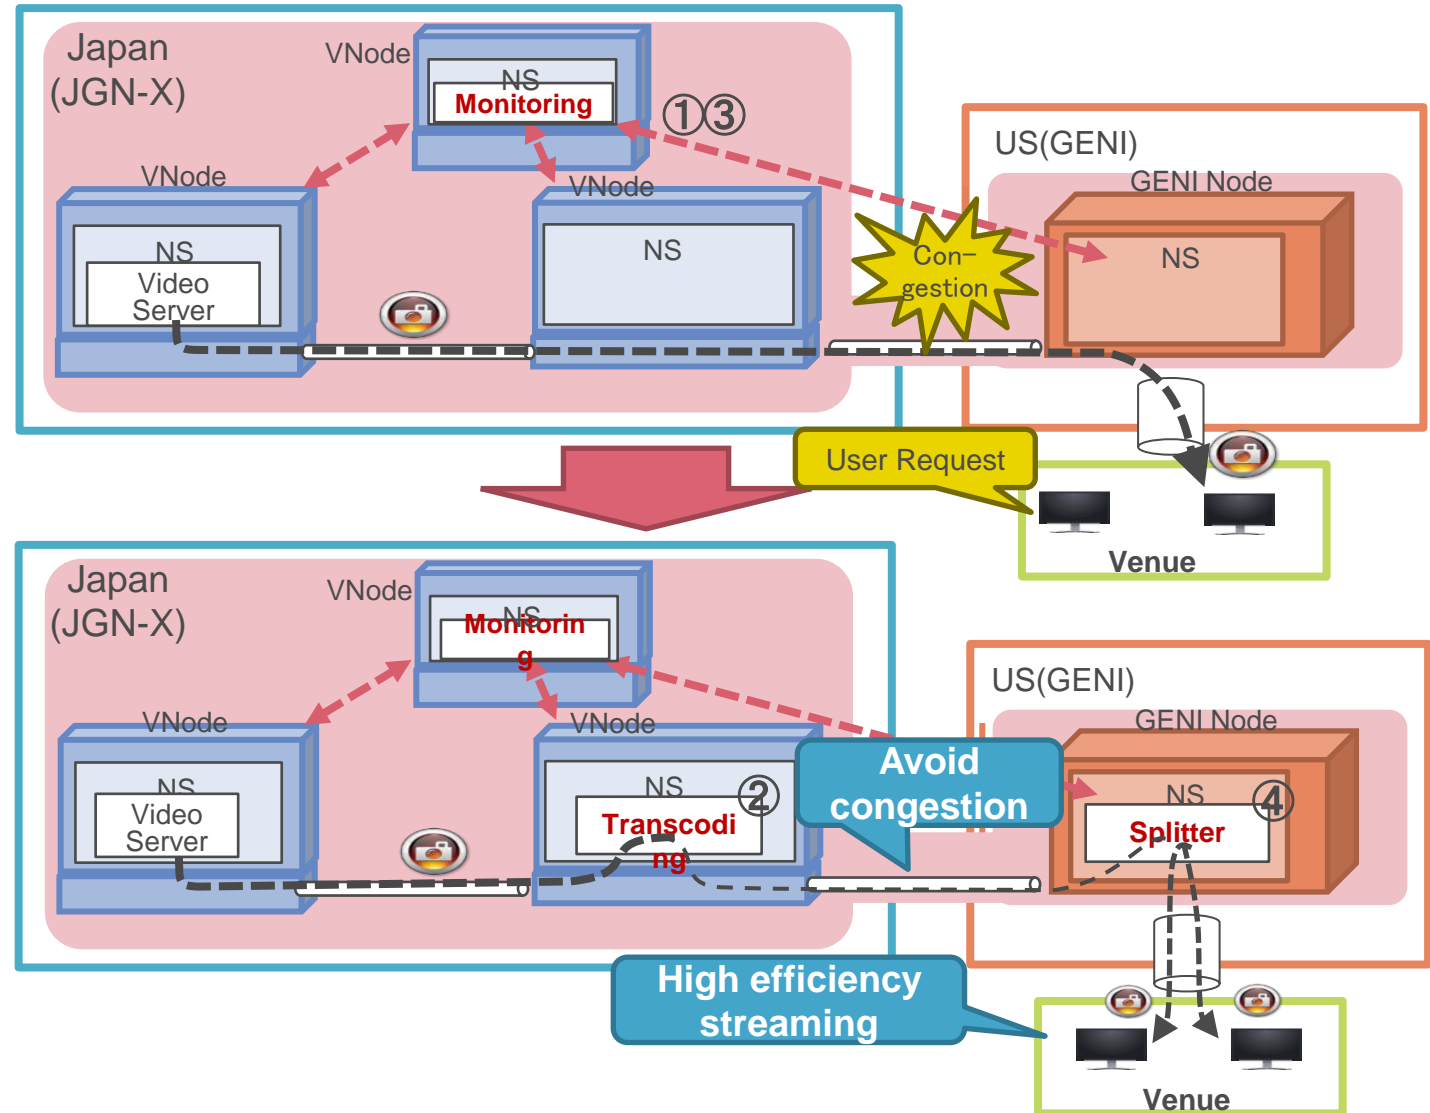 Japan
(JGN-X)
VNode
NS
Monitoring
①③
US(GENI)
GENI Node
NS
VNode
NS
Video
Server
VNode
NS
Con-
gestion
User Request
Venue
Japan
(JGN-X)
VNode
NS
Monitorin
g
US(GENI)
GENI Node
NS
④
Splitter
VNode
NS
Video
Server
VNode
NS
②
Transcodi
ng
Avoid
congestion
High efficiency
streaming
Venue